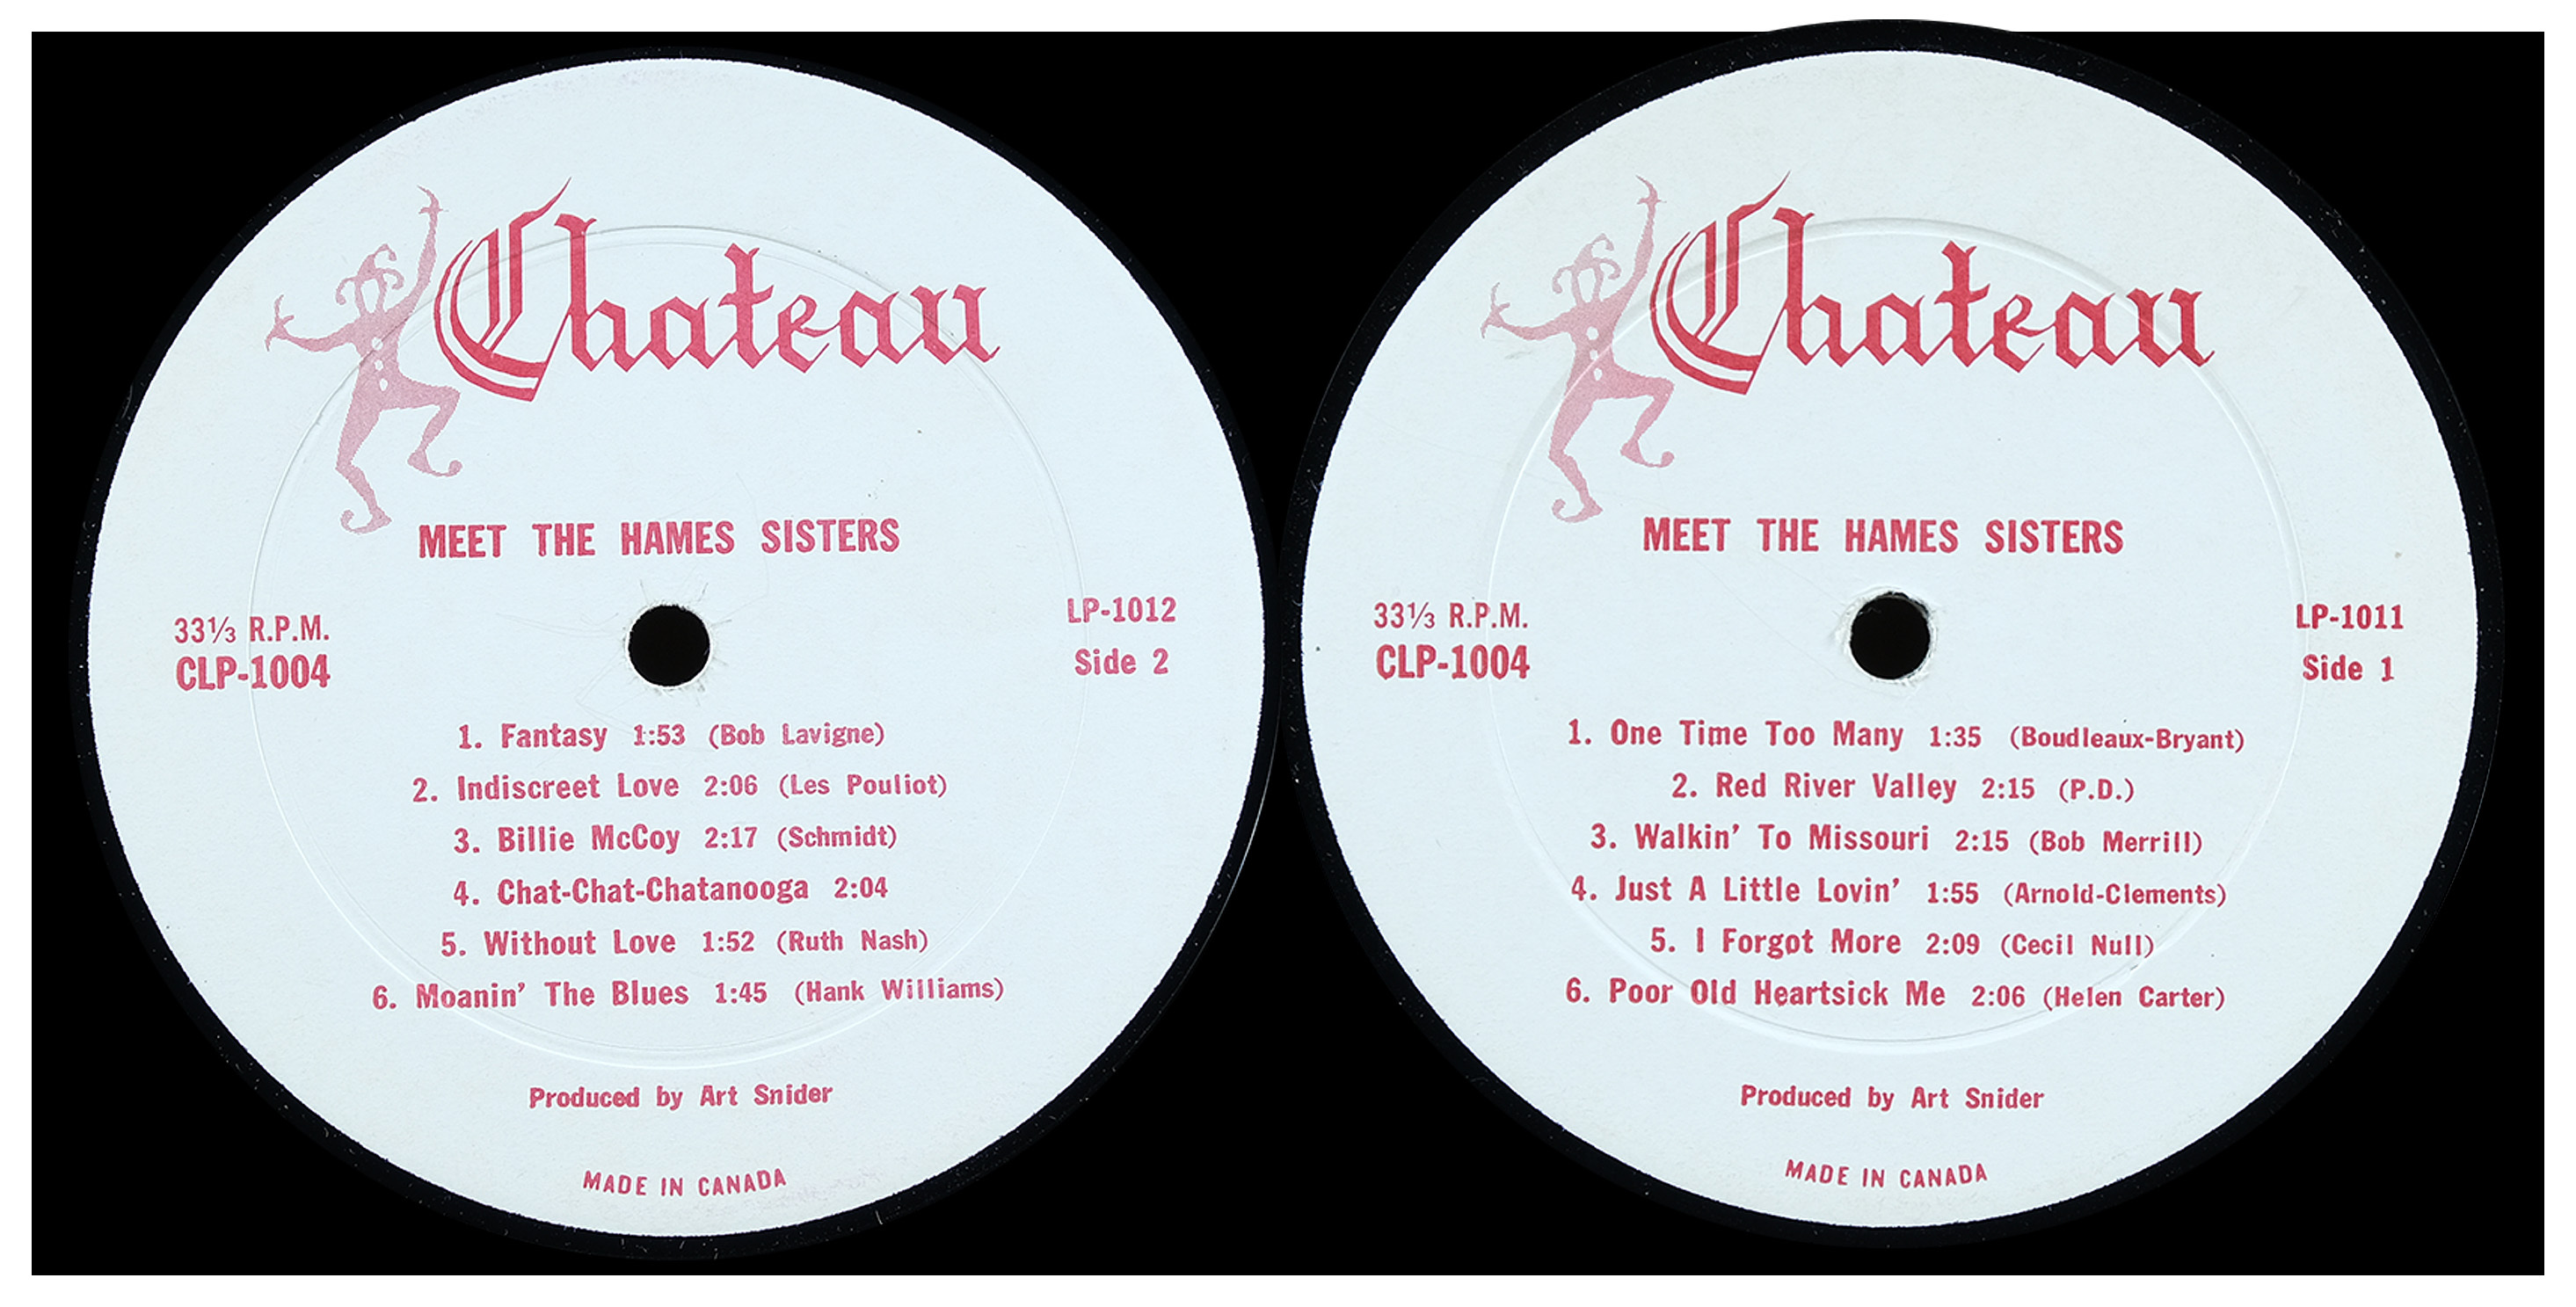 Chateau
MEET THE HAMES SISTERS
33⅓ R.P.M.
CLP-1004
LP-1012
Side 2
1. Fantasy 1:53 (Bob Lavigne)
2. Indiscreet Love 2:06 (Les Pouliot)
3. Billie McCoy 2:17 (Schmidt)
4. Chat-Chat-Chatanooga 2:04
5. Without Love 1:52 (Ruth Nash)
6. Moanin' The Blues 1:45 (Hank Williams)
Produced by Art Snider
MADE IN CANADA
Chateau
MEET THE HAMES SISTERS
33⅓ R.P.M.
CLP-1004
LP-1011
Side 1
1. One Time Too Many 1:35 (Boudleaux-Bryant)
2. Red River Valley 2:15 (P.D.)
3. Walkin' To Missouri 2:15 (Bob Merrill)
4. Just A Little Lovin' 1:55 (Arnold-Clements)
5. I Forgot More 2:09 (Cecil Null)
6. Poor Old Heartsick Me 2:06 (Helen Carter)
Produced by Art Snider
MADE IN CANADA